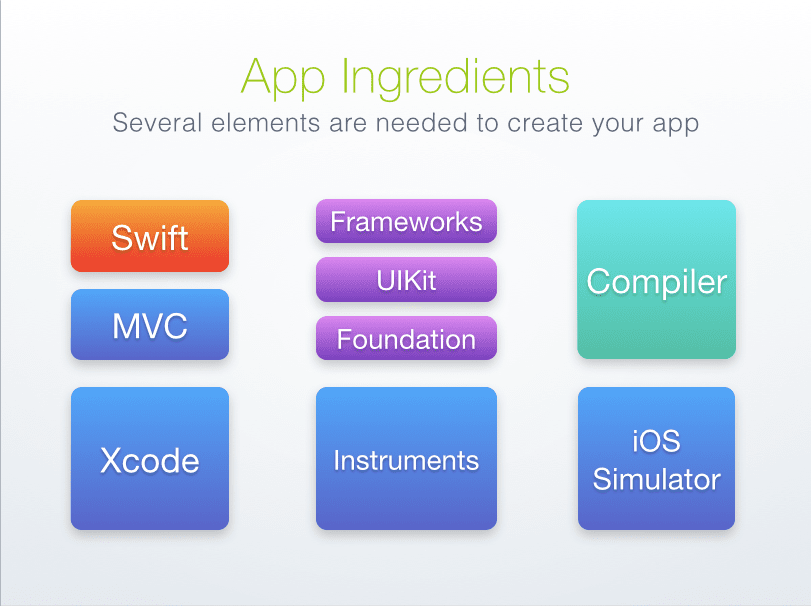 App Ingredients
Several elements are needed to create your app
Swift
MVC
Frameworks
UIKit
Foundation
Compiler
Xcode
Instruments
iOS
Simulator